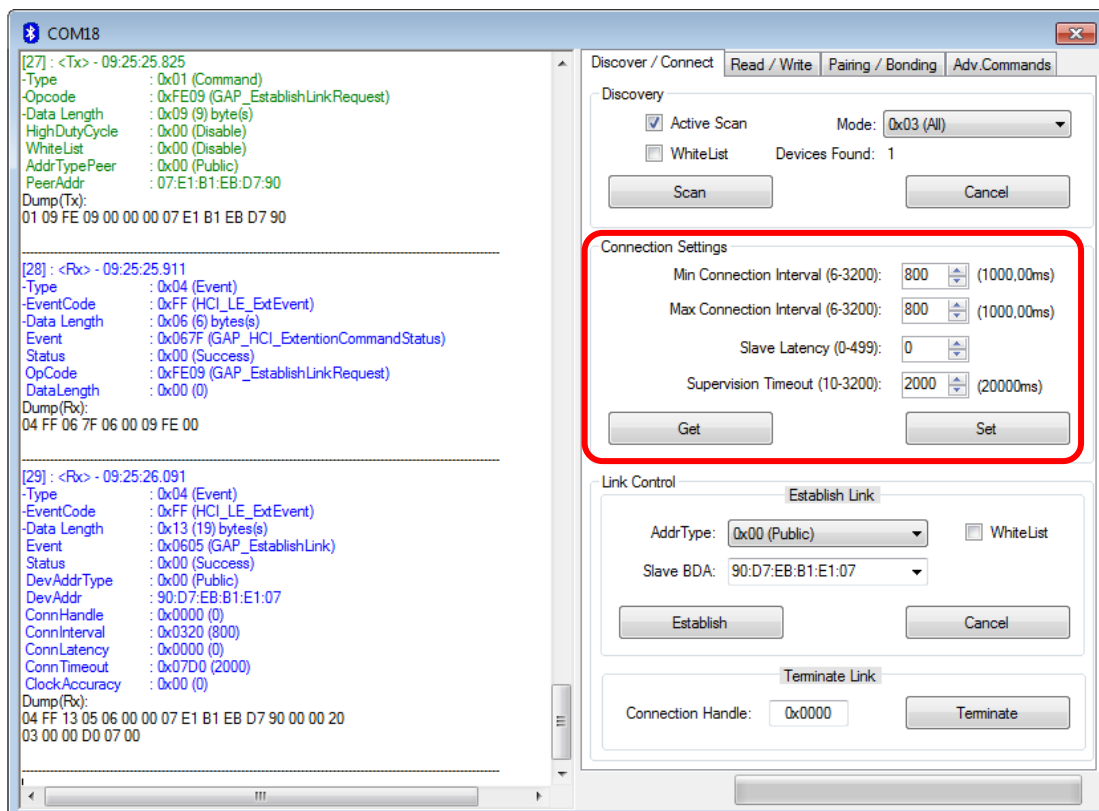 COM18
[27] : <Tx> - 09:25:25.825
-Type : 0x01 (Command)
-Opcode : 0xFE09 (GAP_EstablishLinkRequest)
-Data Length : 0x09 (9) byte(s)
HighDutyCycle : 0x00 (Disable)
WhiteList : 0x00 (Disable)
AddrTypePeer : 0x00 (Public)
PeerAddr : 07:E1:B1:EB:D7:90
Dump(Tx):
01 09 FE 09 00 00 00 07 E1 B1 EB D7 90
[28] : <Rx> - 09:25:25.911
-Type : 0x04 (Event)
-EventCode : 0xFF (HCI_LE_ExtEvent)
-Data Length : 0x06 (6) bytes(s)
Event : 0x067F (GAP_HCI_ExtentionCommandStatus)
Status : 0x00 (Success)
OpCode : 0xFE09 (GAP_EstablishLinkRequest)
DataLength : 0x00 (0)
Dump(Rx):
04 FF 06 7F 06 00 09 FE 00
[29] : <Rx> - 09:25:26.091
-Type : 0x04 (Event)
-EventCode : 0xFF (HCI_LE_ExtEvent)
-Data Length : 0x13 (19) bytes(s)
Event : 0x0605 (GAP_EstablishLink)
Status : 0x00 (Success)
DevAddrType : 0x00 (Public)
DevAddr : 90:D7:EB:B1:E1:07
ConnHandle : 0x0000 (0)
ConnInterval : 0x0320 (800)
ConnLatency : 0x0000 (0)
ConnTimeout : 0x07D0 (2000)
ClockAccuracy : 0x00 (0)
Dump(Rx):
04 FF 13 05 06 00 00 07 E1 B1 EB D7 90 00 00 20
03 00 00 D0 07 00
Discover / Connect Read / Write Pairing / Bonding Adv.Commands
Discovery
Active Scan Mode: 0x03 (All)
WhiteList Devices Found: 1
Scan Cancel
Connection Settings
Min Connection Interval (6-3200): 800 (1000,00ms)
Max Connection Interval (6-3200): 800 (1000,00ms)
Slave Latency (0-499): 0
Supervision Timeout (10-3200): 2000 (20000ms)
Get Set
Link Control
Establish Link
AddrType: 0x00 (Public) WhiteList
Slave BDA: 90:D7:EB:B1:E1:07
Establish Cancel
Terminate Link
Connection Handle: 0x0000 Terminate